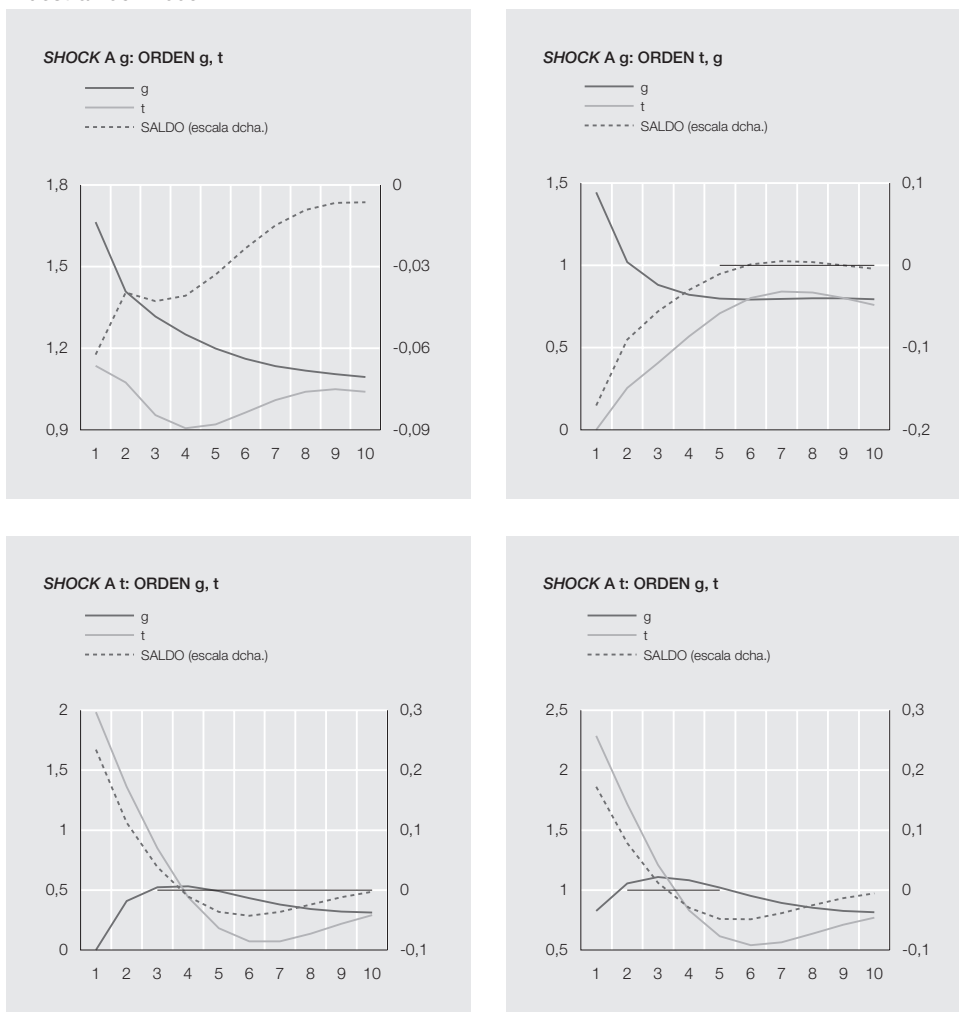 SHOCK A g: ORDEN g, t
g
t
SALDO (escala dcha.)
1,8
1,5
1,2
0,9
0
-0,03
-0,06
-0,09
1 2 3 4 5 6 7 8 9 10
SHOCK A g: ORDEN t, g
g
t
SALDO (escala dcha.)
1,5
1
0,5
0
0,1
0
-0,1
-0,2
1 2 3 4 5 6 7 8 9 10
SHOCK A t: ORDEN g, t
g
t
SALDO (escala dcha.)
2
1,5
1
0,5
0
0,3
0,2
0,1
0
-0,1
1 2 3 4 5 6 7 8 9 10
SHOCK A t: ORDEN g, t
g
t
SALDO (escala dcha.)
2,5
2
1,5
1
0,5
0,3
0,2
0,1
0
-0,1
1 2 3 4 5 6 7 8 9 10